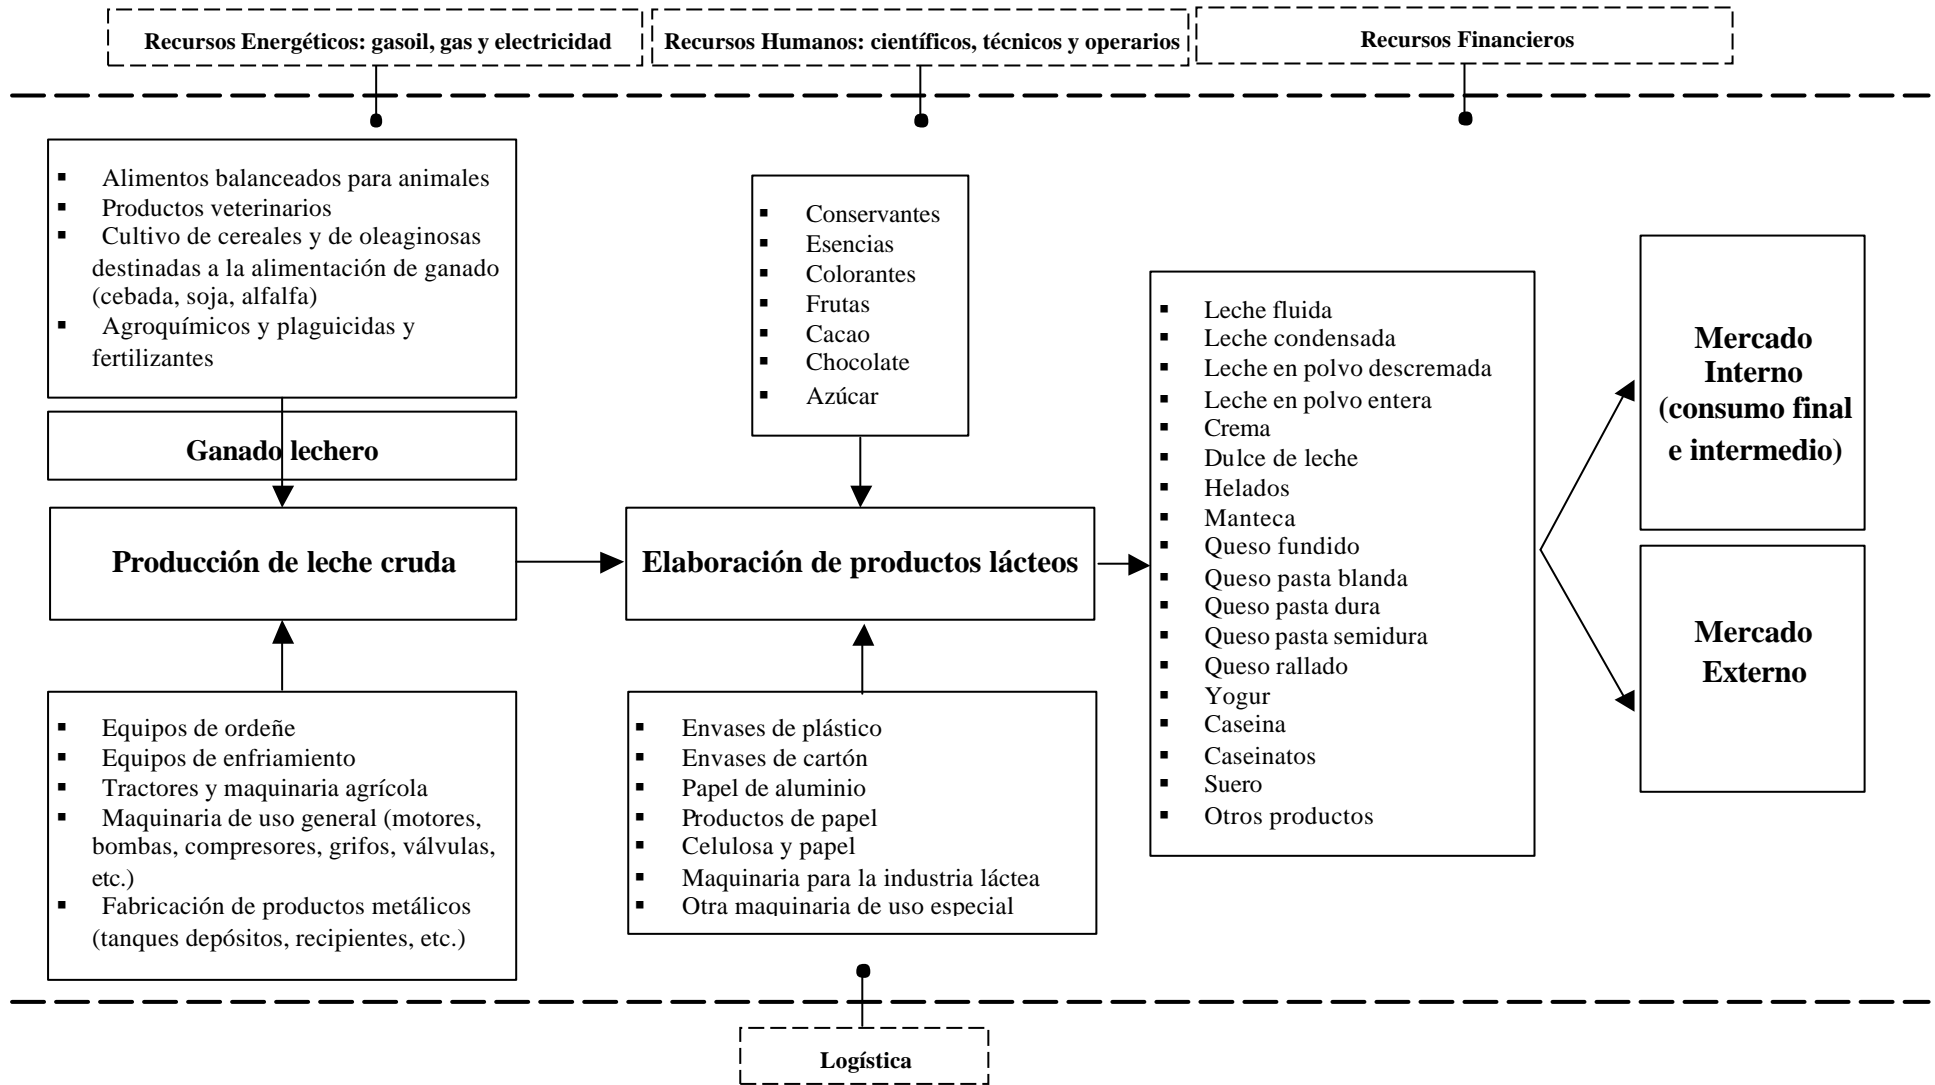 Recursos Energéticos: gasoil, gas y electricidad
Recursos Humanos: científicos, técnicos y operarios
Recursos Financieros
▪ Alimentos balanceados para animales
▪ Productos veterinarios
▪ Cultivo de cereales y de oleaginosas
destinadas a la alimentación de ganado
(cebada, soja, alfalfa)
▪ Agroquímicos y plaguicidas y
fertilizantes
Ganado lechero
Producción de leche cruda
▪ Equipos de ordeñe
▪ Equipos de enfriamiento
▪ Tractores y maquinaria agrícola
▪ Maquinaria de uso general (motores,
bombas, compresores, grifos, válvulas,
etc.)
▪ Fabricación de productos metálicos
(tanques depósitos, recipientes, etc.)
▪ Conservantes
▪ Esencias
▪ Colorantes
▪ Frutas
▪ Cacao
▪ Chocolate
▪ Azúcar
Elaboración de productos lácteos
▪ Envases de plástico
▪ Envases de cartón
▪ Papel de aluminio
▪ Productos de papel
▪ Celulosa y papel
▪ Maquinaria para la industria láctea
▪ Otra maquinaria de uso especial
▪ Leche fluida
▪ Leche condensada
▪ Leche en polvo descremada
▪ Leche en polvo entera
▪ Crema
▪ Dulce de leche
▪ Helados
▪ Manteca
▪ Queso fundido
▪ Queso pasta blanda
▪ Queso pasta dura
▪ Queso pasta semidura
▪ Queso rallado
▪ Yogur
▪ Caseina
▪ Caseinatos
▪ Suero
▪ Otros productos
Mercado
Interno
(consumo final
e intermedio)
Mercado
Externo
Logística